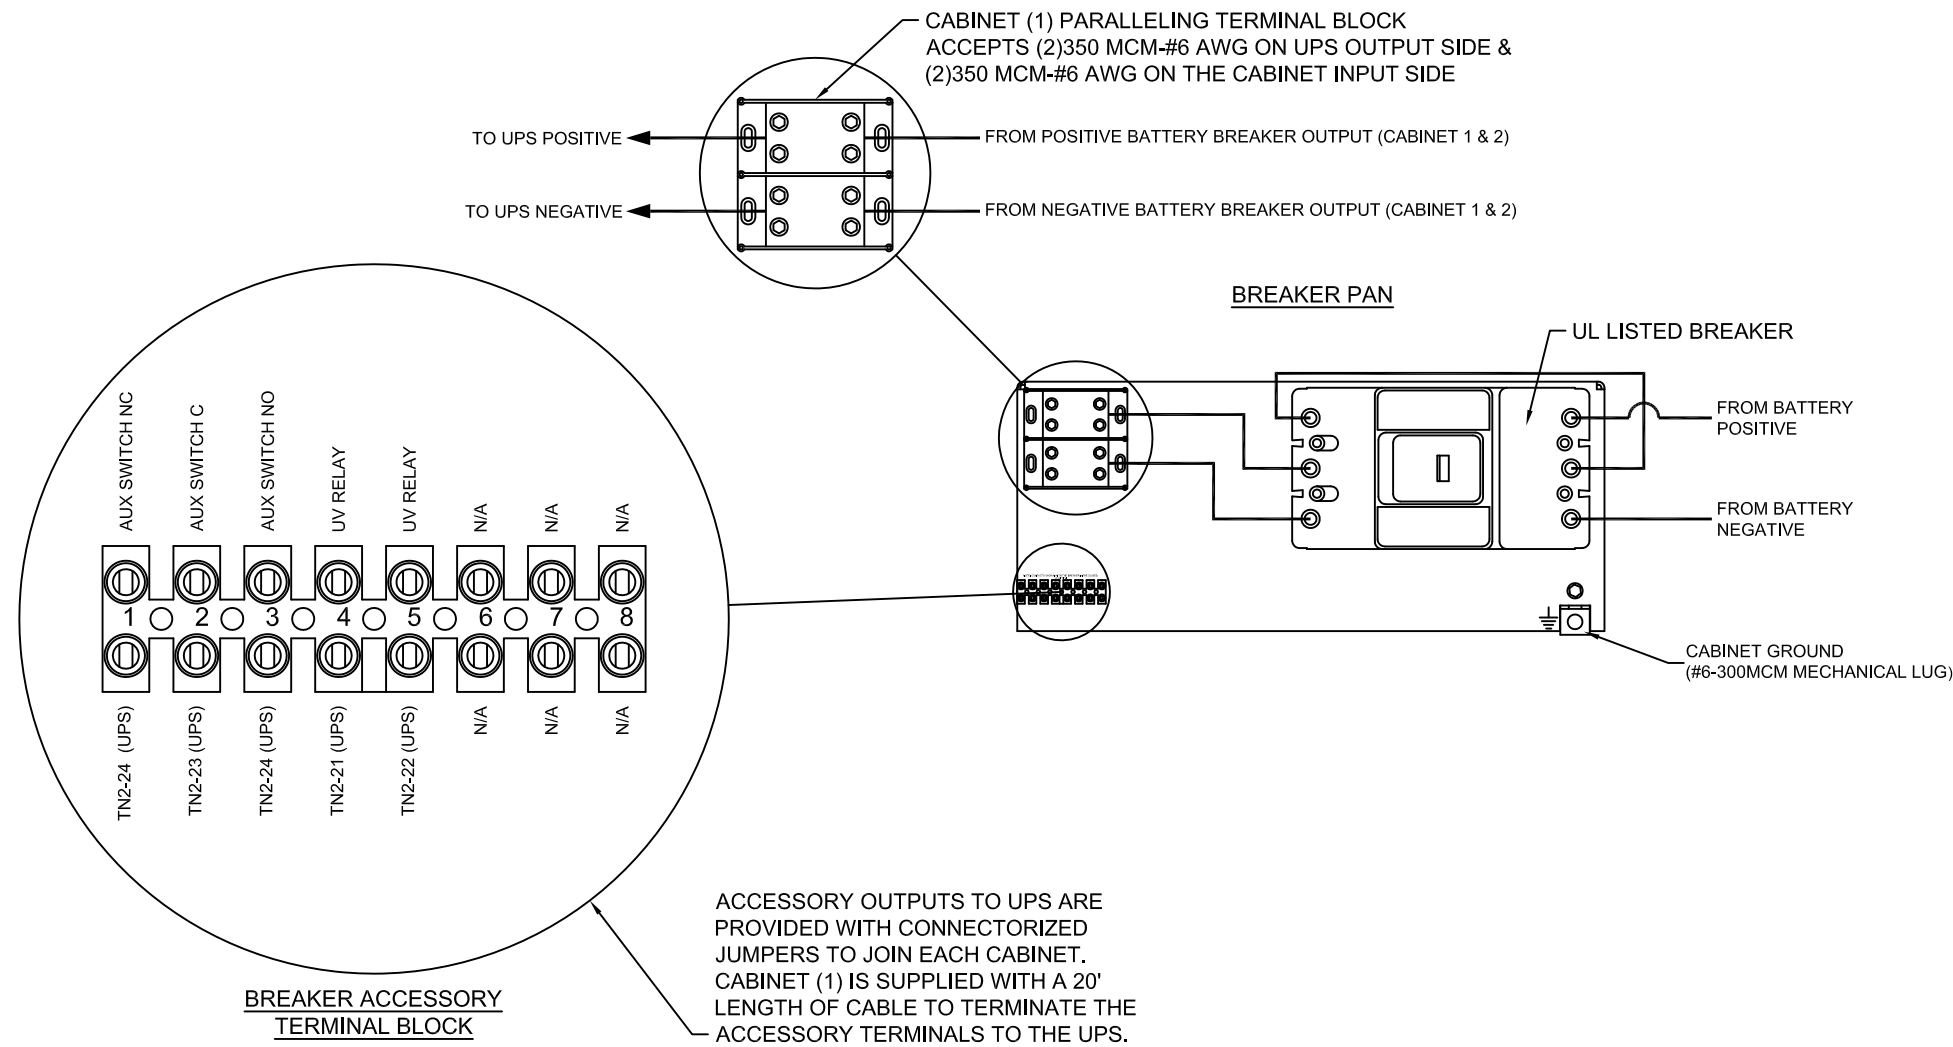 CABINET (1) PARALLELING TERMINAL BLOCK
ACCEPTS (2)350 MCM-#6 AWG ON UPS OUTPUT SIDE &
(2)350 MCM-#6 AWG ON THE CABINET INPUT SIDE
TO UPS POSITIVE
FROM POSITIVE BATTERY BREAKER OUTPUT (CABINET 1 & 2)
TO UPS NEGATIVE
FROM NEGATIVE BATTERY BREAKER OUTPUT (CABINET 1 & 2)
BREAKER PAN
UL LISTED BREAKER
FROM BATTERY
POSITIVE
FROM BATTERY
NEGATIVE
CABINET GROUND
(#6-300MCM MECHANICAL LUG)
AUX SWITCH NC
AUX SWITCH C
AUX SWITCH NO
UV RELAY
UV RELAY
N/A
N/A
N/A
1 2 3 4 5 6 7 8
TN2-24 (UPS)
TN2-23 (UPS)
TN2-24 (UPS)
TN2-21 (UPS)
TN2-22 (UPS)
N/A
N/A
N/A
BREAKER ACCESSORY
TERMINAL BLOCK
ACCESSORY OUTPUTS TO UPS ARE
PROVIDED WITH CONNECTORIZED
JUMPERS TO JOIN EACH CABINET.
CABINET (1) IS SUPPLIED WITH A 20'
LENGTH OF CABLE TO TERMINATE THE
ACCESSORY TERMINALS TO THE UPS.